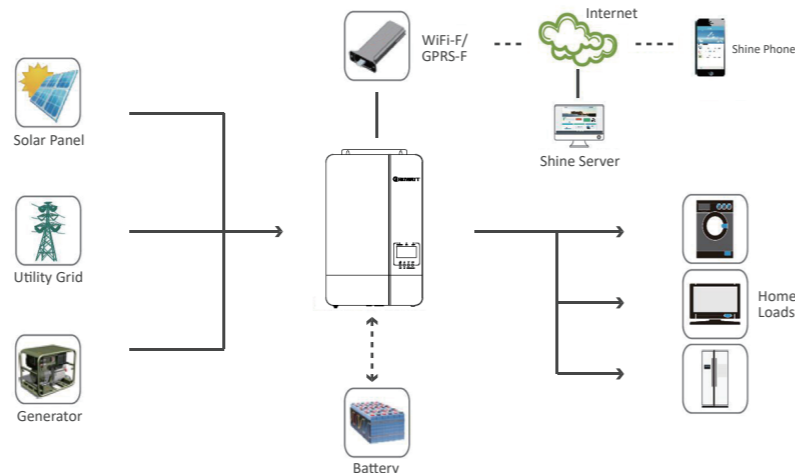 Internet
WiFi-F/
GPRS-F
Shine Phone
Solar Panel
Shine Server
Utility Grid
Home
Loads
Generator
Battery